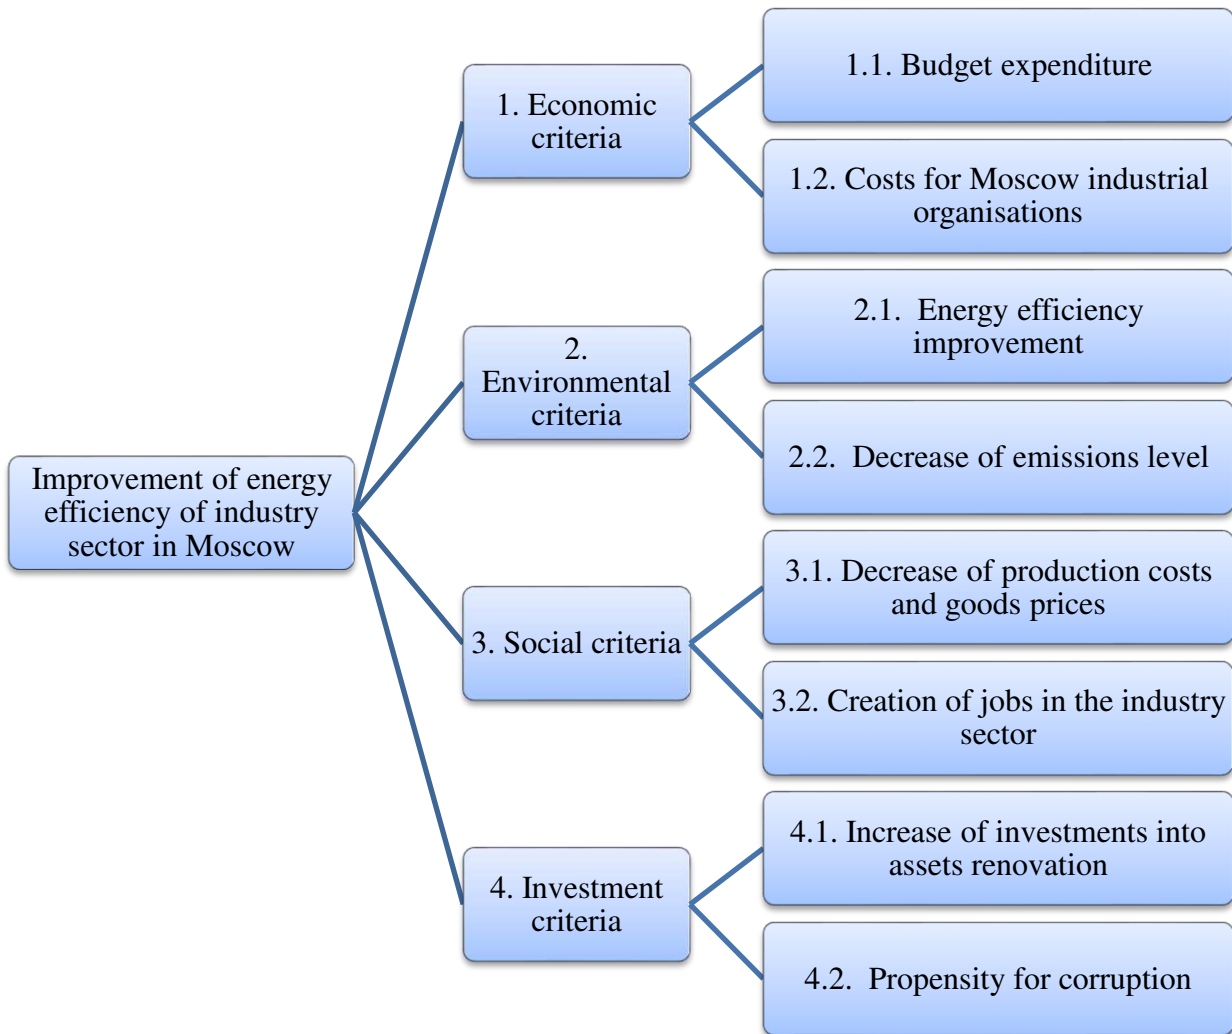 Improvement of energy
efficiency of industry
sector in Moscow
1. Economic
criteria
1.1. Budget expenditure
1.2. Costs for Moscow industrial
organisations
2.
Environmental
criteria
2.1. Energy efficiency
improvement
2.2. Decrease of emissions level
3. Social criteria
3.1. Decrease of production costs
and goods prices
3.2. Creation of jobs in the industry
sector
4. Investment
criteria
4.1. Increase of investments into
assets renovation
4.2. Propensity for corruption